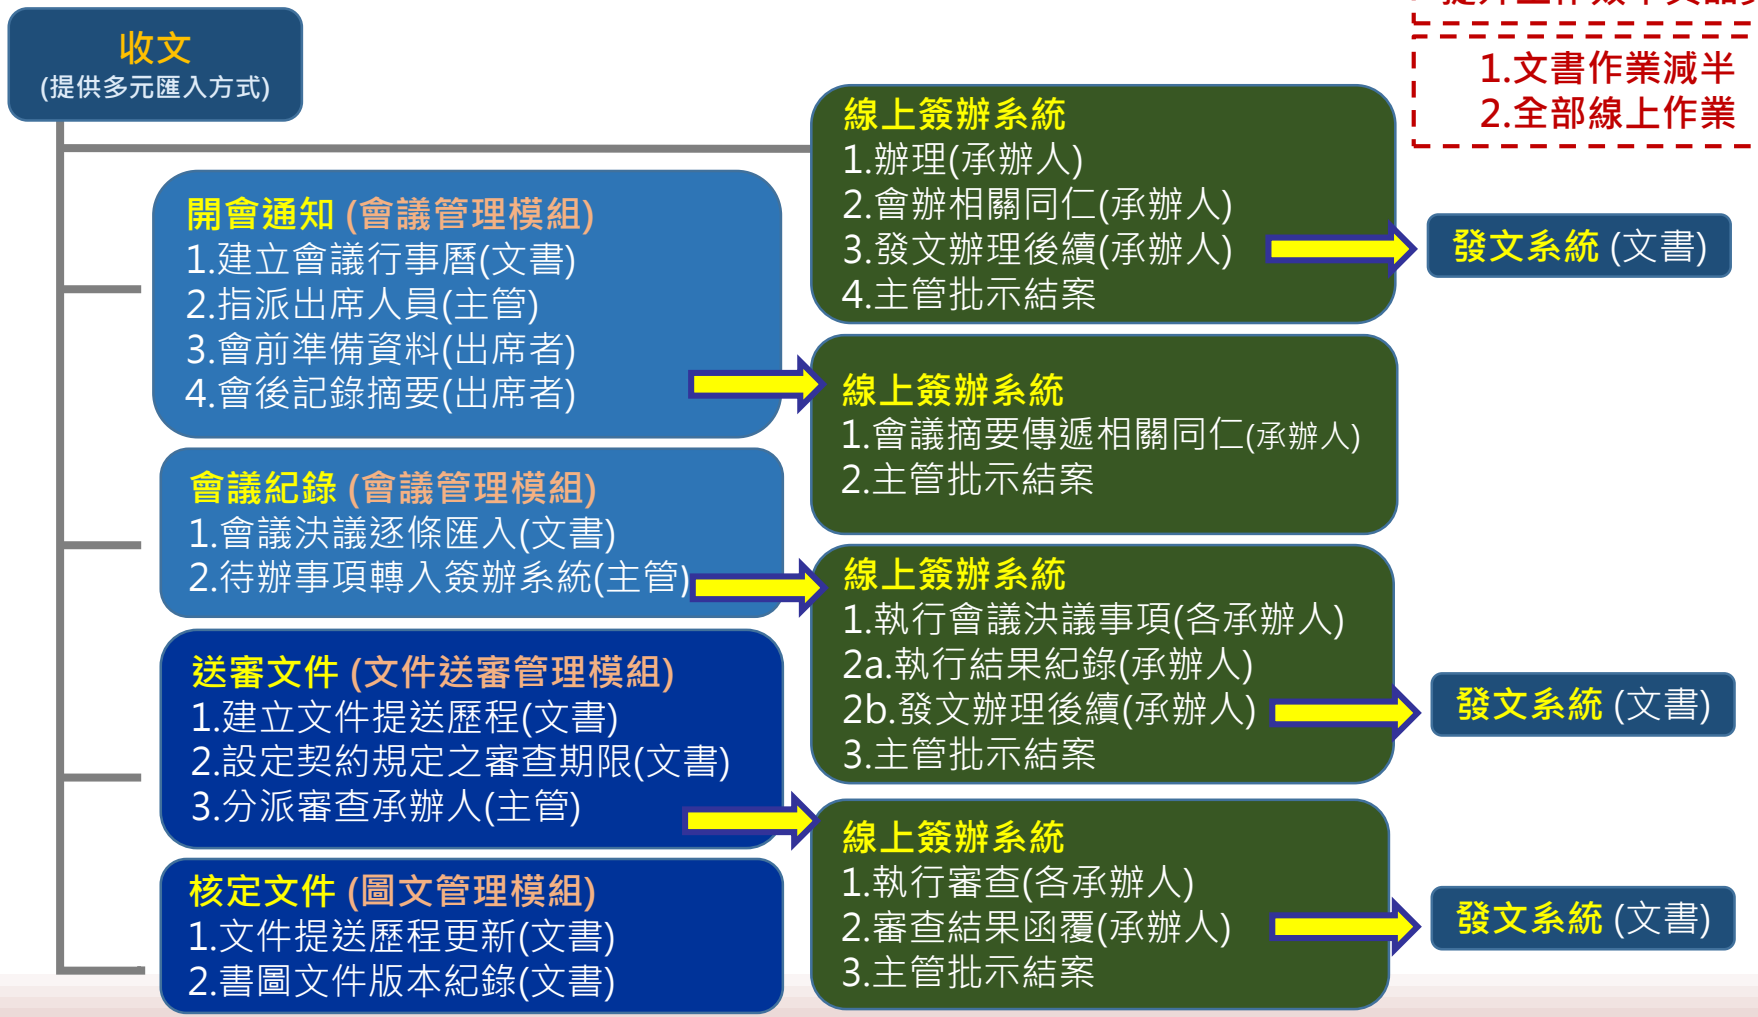 收文
(提供多元匯入方式)
1.文書作業減半
2.全部線上作業
線上簽辦系統
1.辦理(承辦人)
2.會辦相關同仁(承辦人)
3.發文辦理後續(承辦人)
4.主管批示結案
發文系統 (文書)
開會通知 (會議管理模組)
1.建立會議行事曆(文書)
2.指派出席人員(主管)
3.會前準備資料(出席者)
4.會後記錄摘要(出席者)
線上簽辦系統
1.會議摘要傳遞相關同仁(承辦人)
2.主管批示結案
會議紀錄 (會議管理模組)
1.會議決議逐條匯入(文書)
2.待辦事項轉入簽辦系統(主管)
線上簽辦系統
1.執行會議決議事項(各承辦人)
2a.執行結果紀錄(承辦人)
2b.發文辦理後續(承辦人)
3.主管批示結案
發文系統 (文書)
送審文件 (文件送審管理模組)
1.建立文件提送歷程(文書)
2.設定契約規定之審查期限(文書)
3.分派審查承辦人(主管)
線上簽辦系統
1.執行審查(各承辦人)
2.審查結果函覆(承辦人)
3.主管批示結案
發文系統 (文書)
核定文件 (圖文管理模組)
1.文件提送歷程更新(文書)
2.書圖文件版本紀錄(文書)